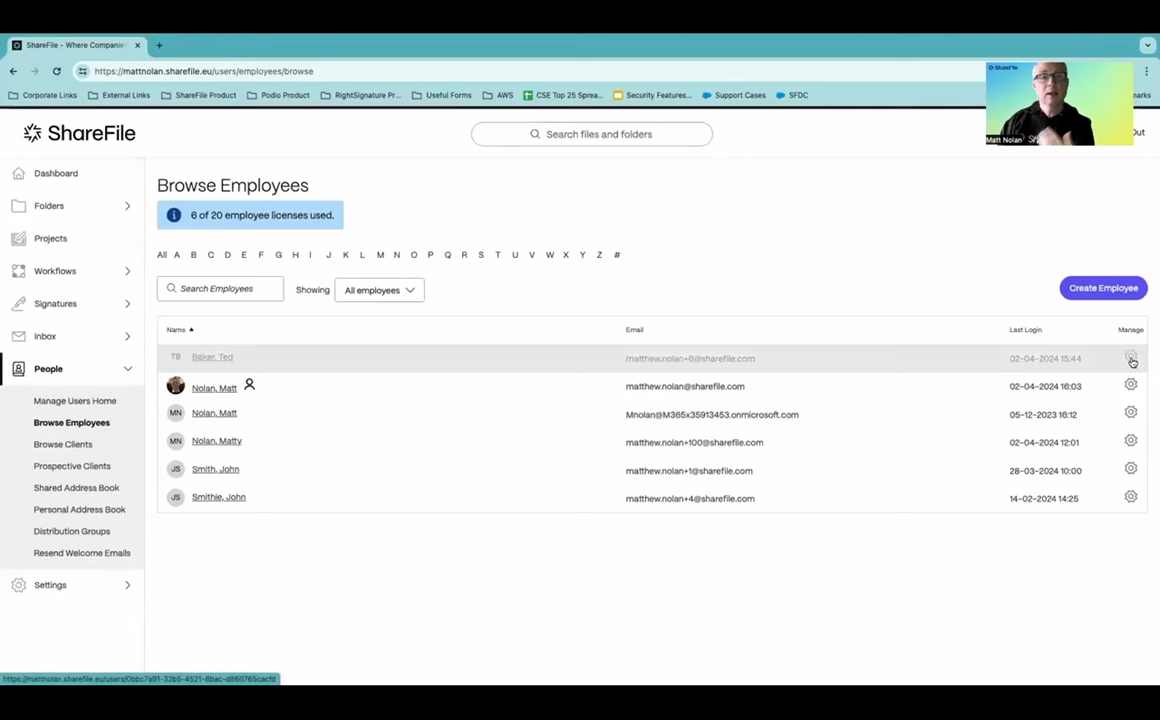 ShareFile - Where Companie
https://mattnolan.sharefile.eu/users/employees/browse
Corporate Links External Links ShareFile Product Podio Product RightSignature Pr... Useful Forms AWS CSE Top 25 Sprea... Security Features... Support Cases SFDC
ShareFile
Matt Nolan
ShareFile
Search files and folders
Out
Dashboard
Folders
Projects
Workflows
Signatures
Inbox
People
Manage Users Home
Browse Employees
Browse Clients
Prospective Clients
Shared Address Book
Personal Address Book
Distribution Groups
Resend Welcome Emails
Settings
Browse Employees
6 of 20 employee licenses used.
All A B C D E F G H I J K L M N O P Q R S T U V W X Y Z #
Search Employees Showing All employees Create Employee
Name Email Last Login Manage
TB Baker, Ted matthew.nolan+6@sharefile.com 02-04-2024 15:44
Nolan, Matt matthew.nolan@sharefile.com 02-04-2024 16:03
MN Nolan, Matt Mnolan@M365x35913453.onmicrosoft.com 05-12-2023 16:12
MN Nolan, Matty matthew.nolan+100@sharefile.com 02-04-2024 12:01
JS Smith, John matthew.nolan+1@sharefile.com 28-03-2024 10:00
JS Smithie, John matthew.nolan+4@sharefile.com 14-02-2024 14:25